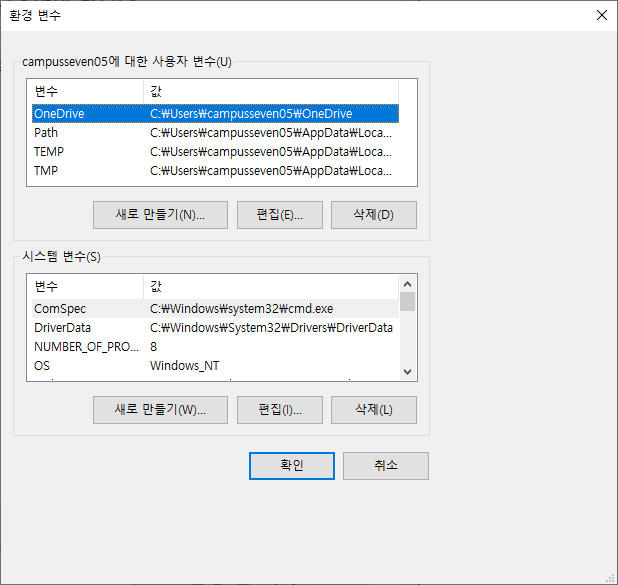 환경 변수
campusseven05에 대한 사용자 변수(U)
변수 값
OneDrive C:₩Users₩campusseven05₩OneDrive
Path C:₩Users₩campusseven05₩AppData₩Loca...
TEMP C:₩Users₩campusseven05₩AppData₩Loca...
TMP C:₩Users₩campusseven05₩AppData₩Loca...
새로 만들기(N)... 편집(E)... 삭제(D)
시스템 변수(S)
변수 값
ComSpec C:₩Windows₩system32₩cmd.exe
DriverData C:₩Windows₩System32₩Drivers₩DriverData
NUMBER_OF_PRO... 8
OS Windows_NT
새로 만들기(W)... 편집(I)... 삭제(L)
확인 취소